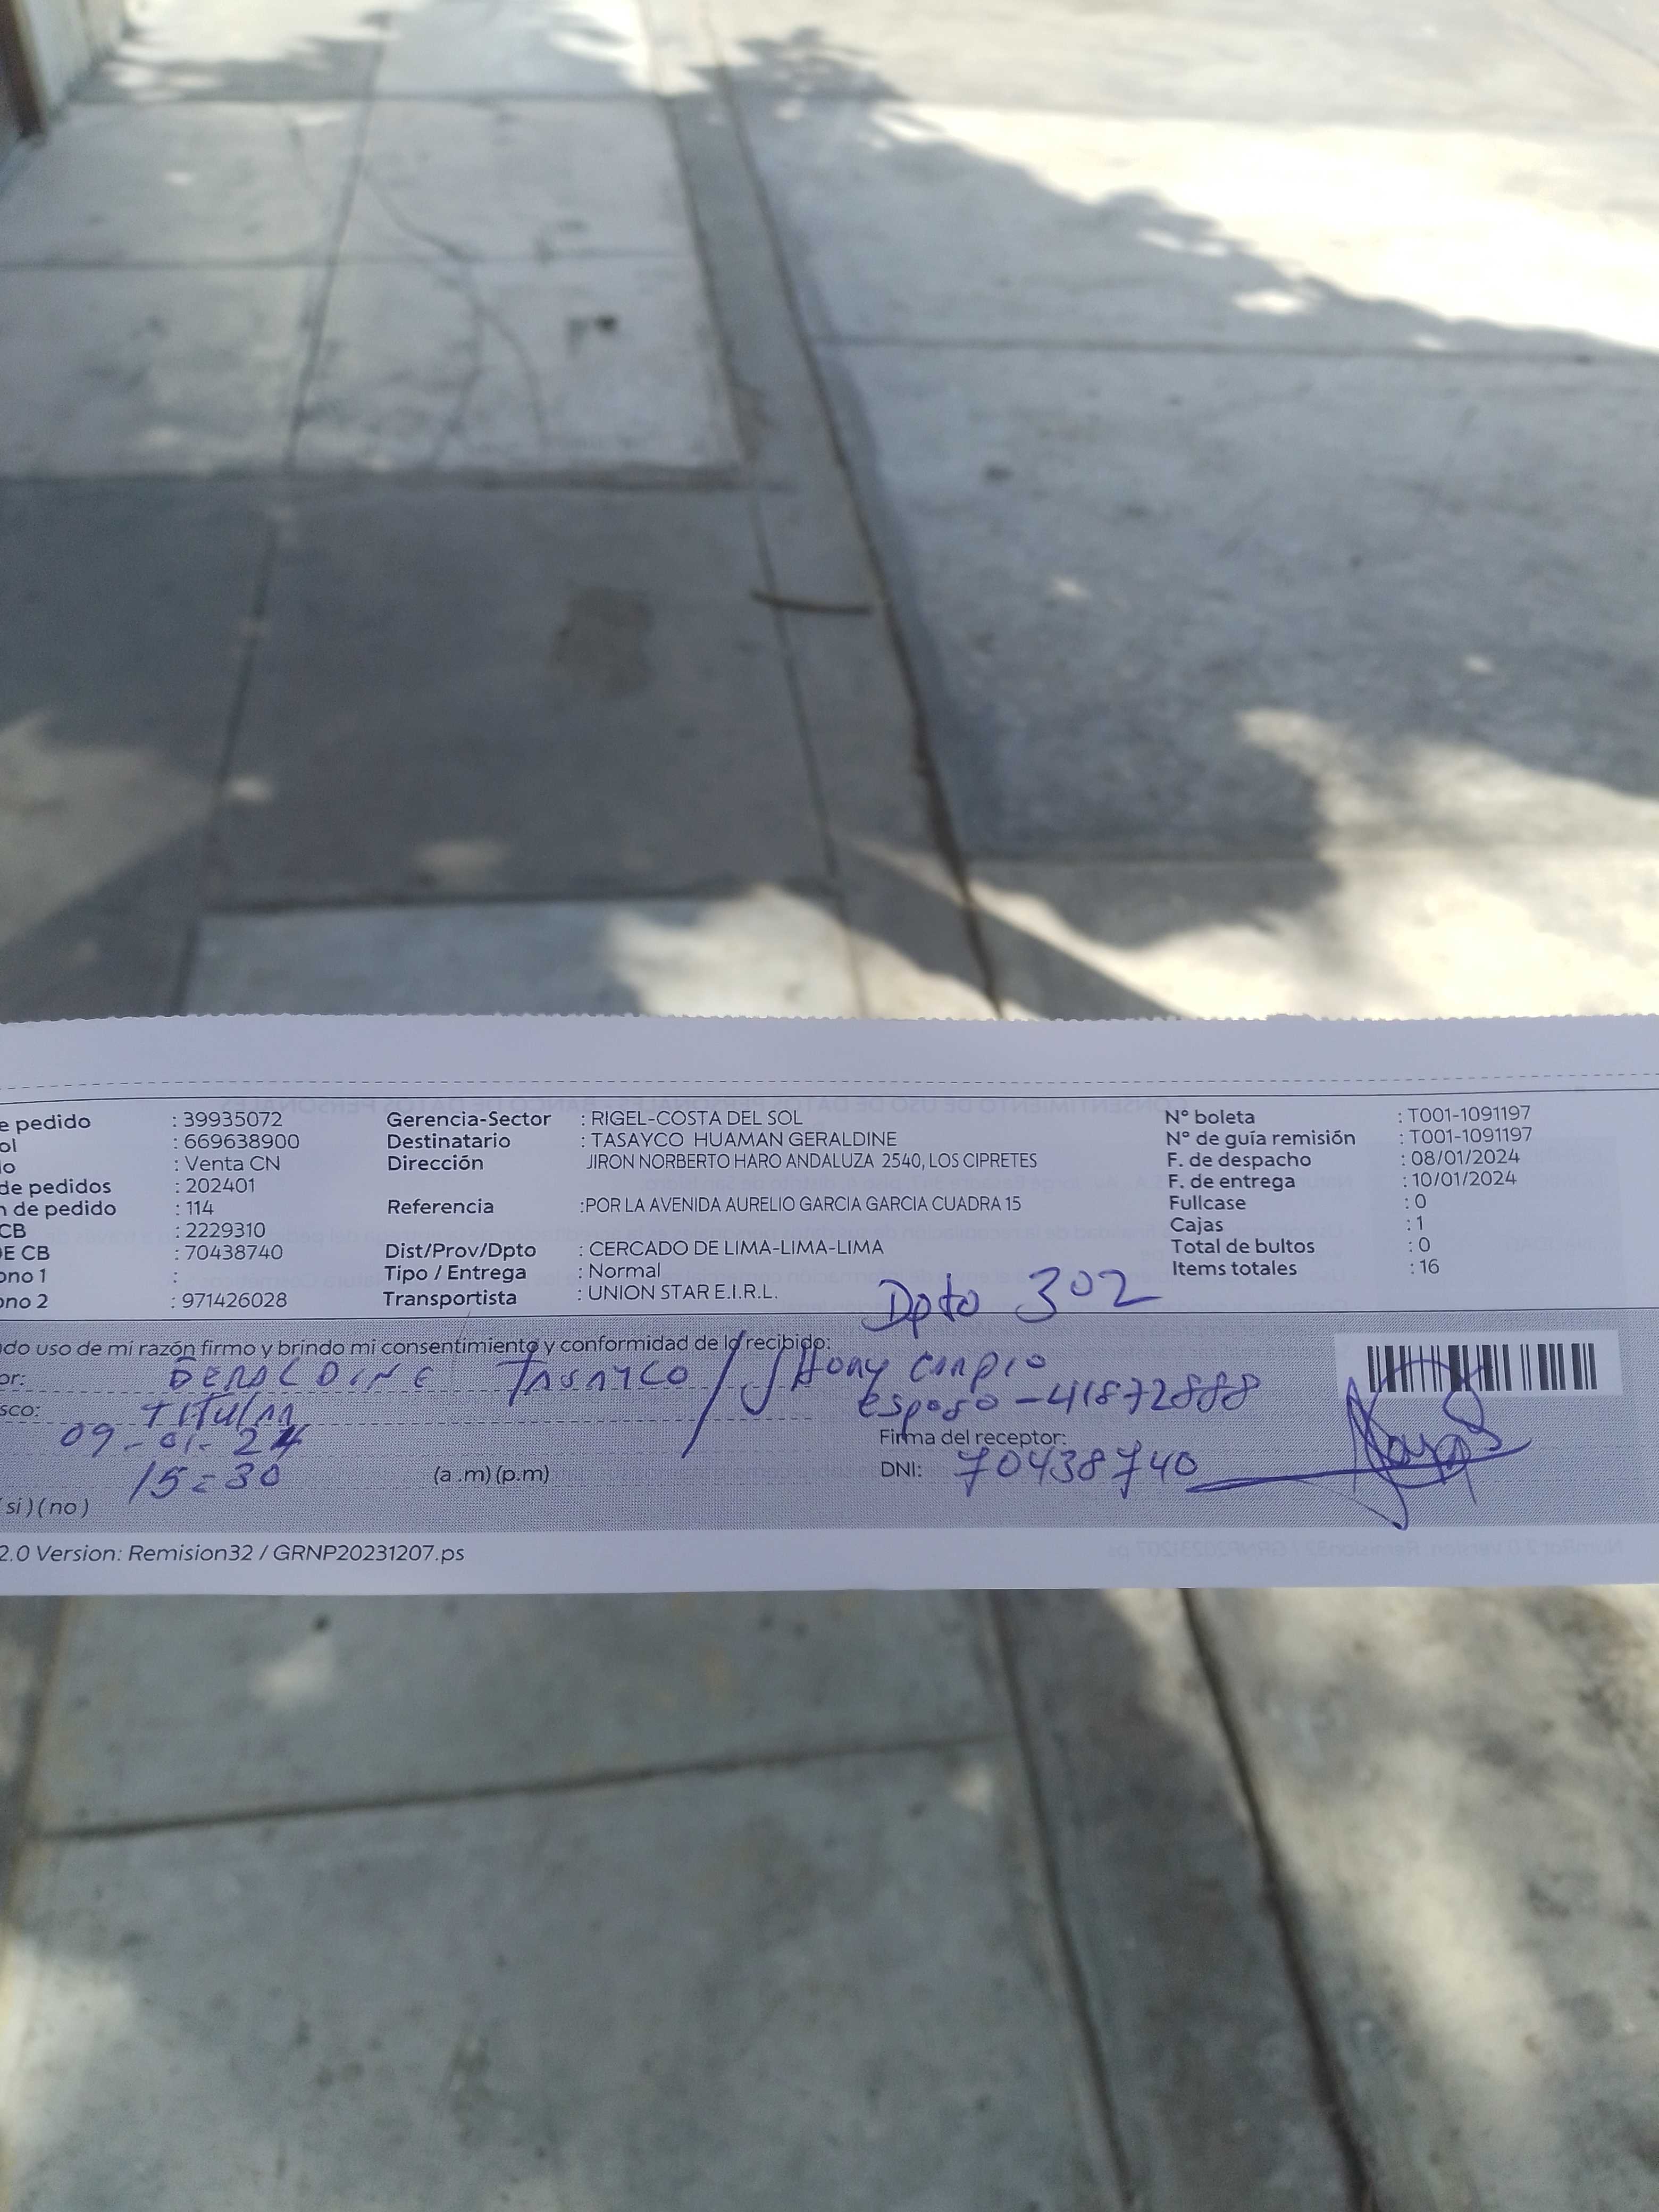 e pedido : 39935072 Gerencia-Sector : RIGEL-COSTA DEL SOL N° boleta : T001-1091197
ol : 669638900 Destinatario : TASAYCO HUAMAN GERALDINE N° de guía remisión : T001-1091197
o : Venta CN Dirección JIRON NORBERTO HARO ANDALUZA 2540, LOS CIPRETES F. de despacho : 08/01/2024
de pedidos : 202401 F. de entrega : 10/01/2024
n de pedido : 114 Referencia :POR LA AVENIDA AURELIO GARCIA GARCIA CUADRA 15 Fullcase : 0
CB : 2229310 Cajas : 1
E CB : 70438740 Dist/Prov/Dpto : CERCADO DE LIMA-LIMA-LIMA Total de bultos : 0
ono 1 : Tipo / Entrega : Normal Items totales : 16
ono 2 : 971426028 Transportista : UNION STAR E.I.R.L. Dpto 302
do uso de mi razón firmo y brindo mi consentimiento y conformidad de lo recibido:
or: GERALDINE TASAYCO / JHony carpio
sco: TITULAR esposo - 41872888
09-01-24 Firma del receptor:
15:30 (a.m) (p.m) DNI: 70438740
si ) ( no )
2.0 Version: Remision32 / GRNP20231207.ps